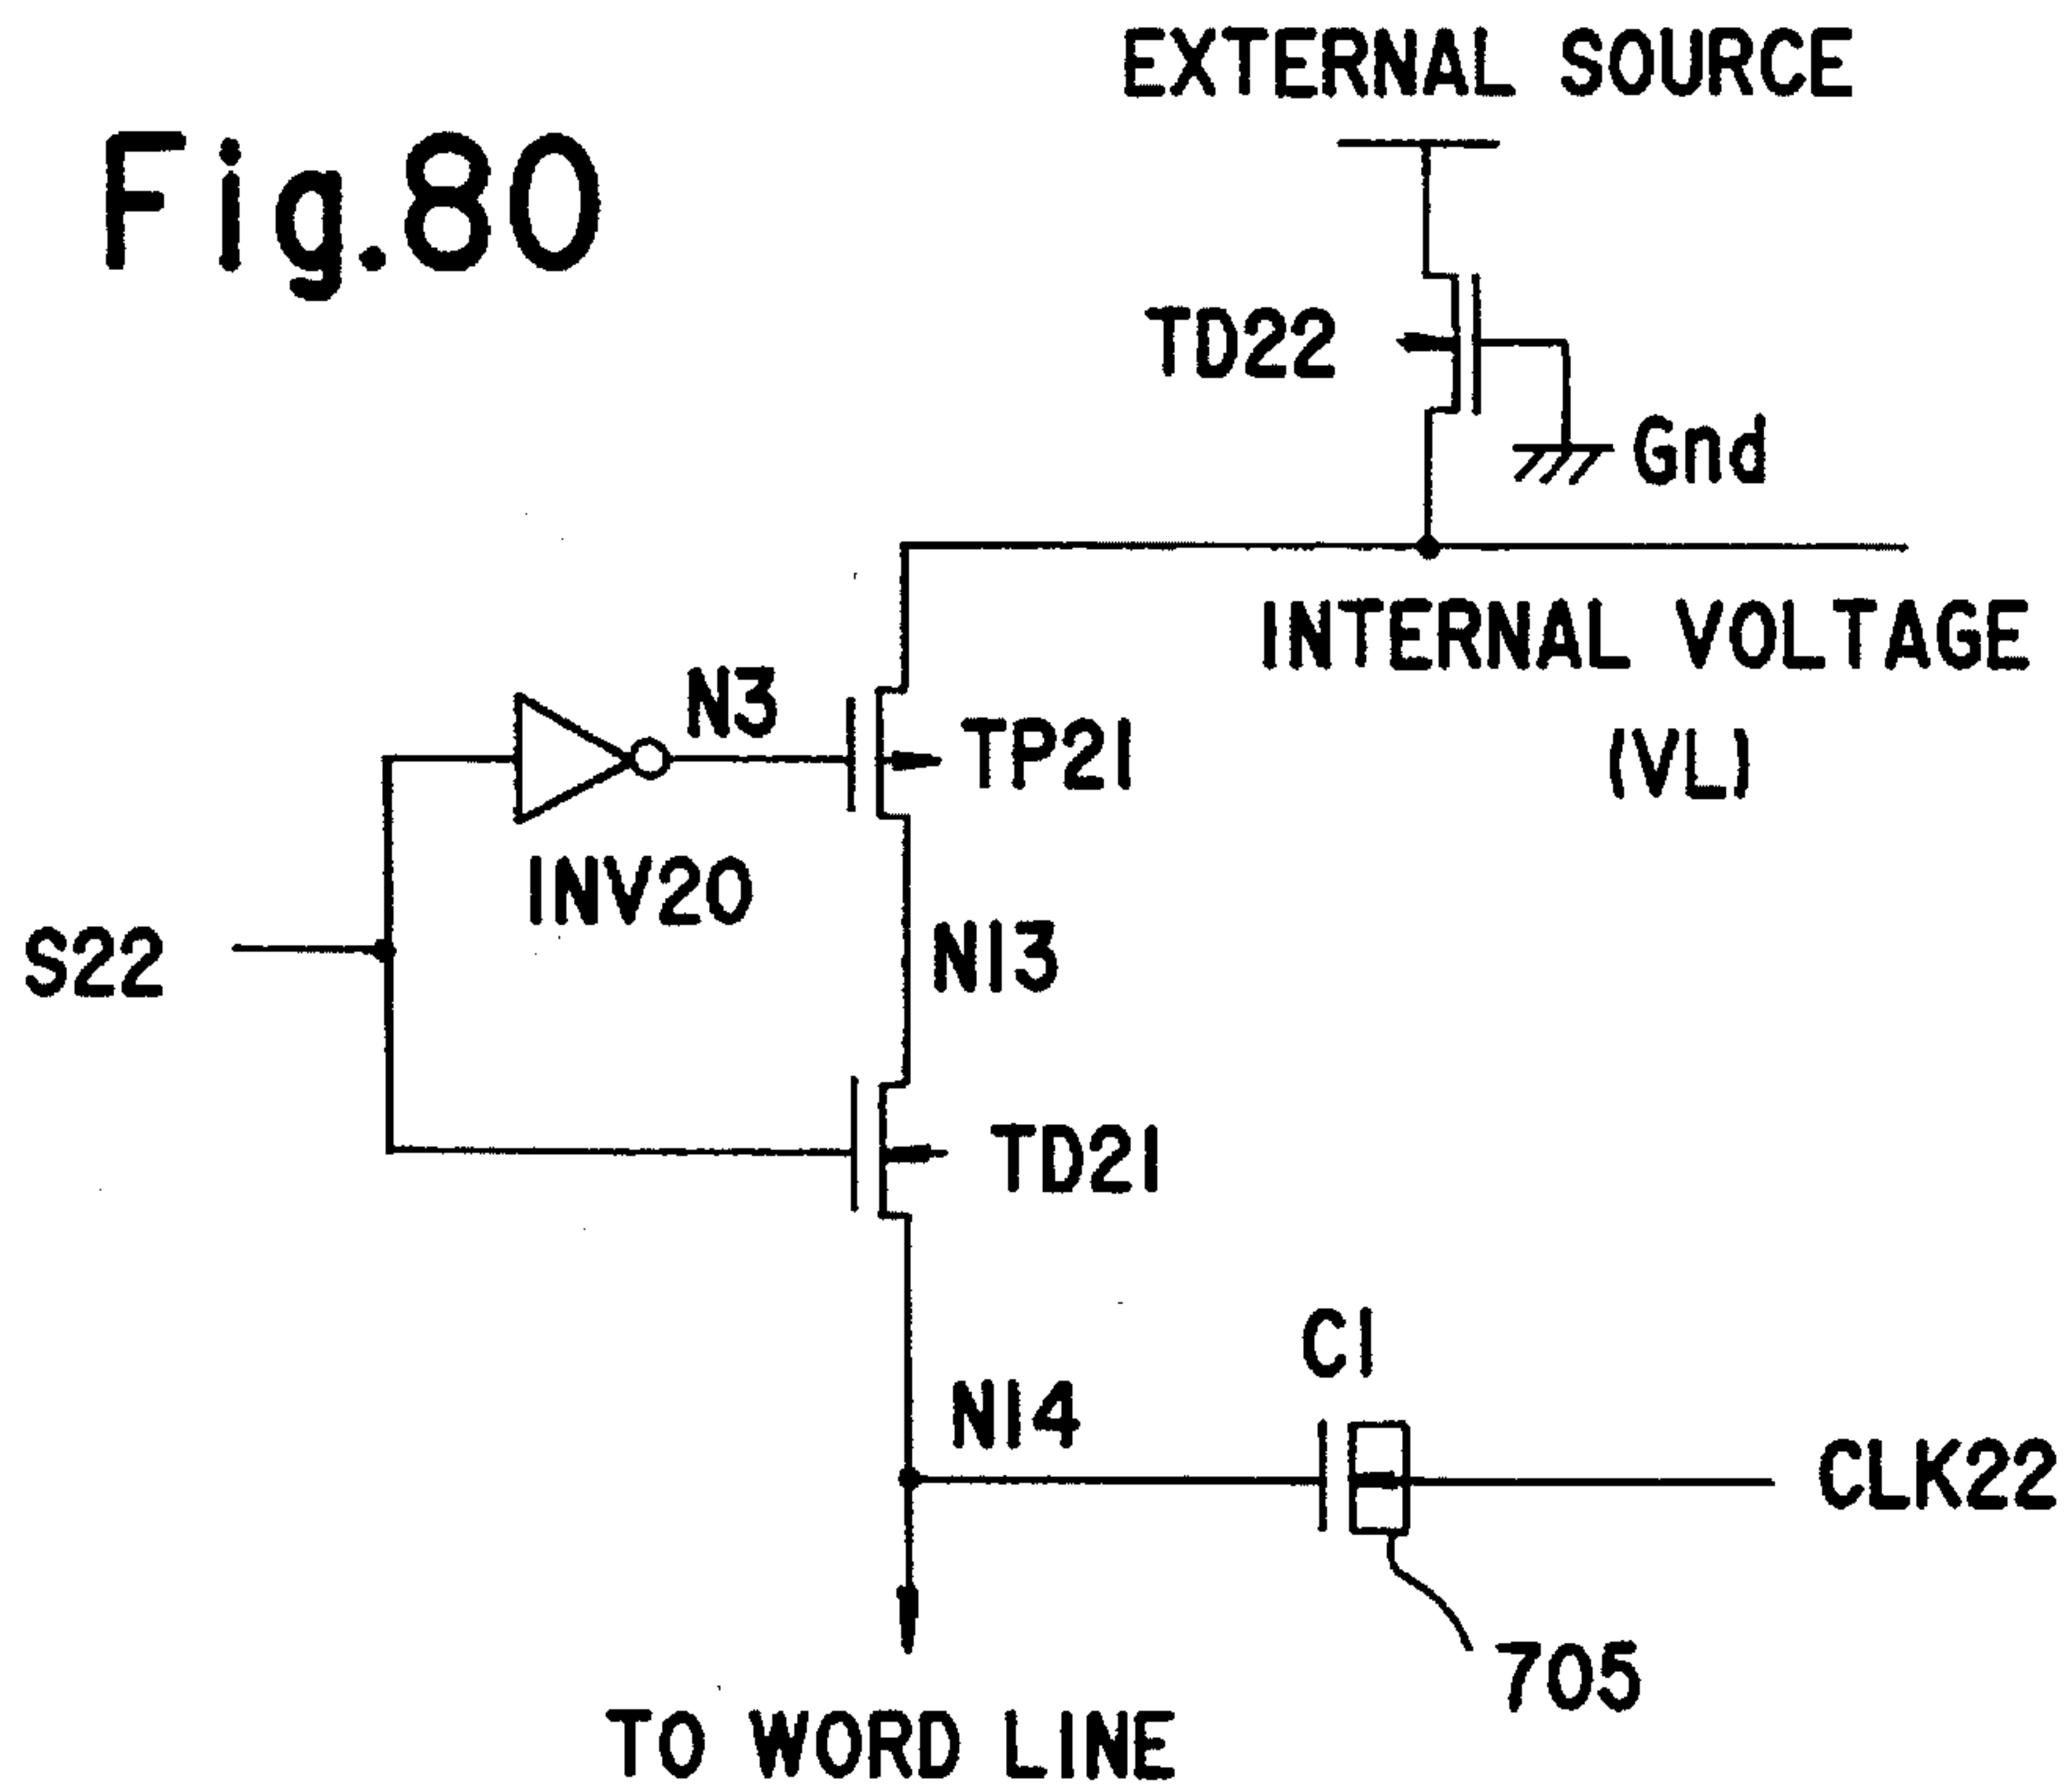 EXTERNAL SOURCE
Fig.80
TD22
Gnd
INTERNAL VOLTAGE
(VL)
N3
TP21
INV20
S22
N13
TD21
C1
N14
CLK22
705
TO WORD LINE